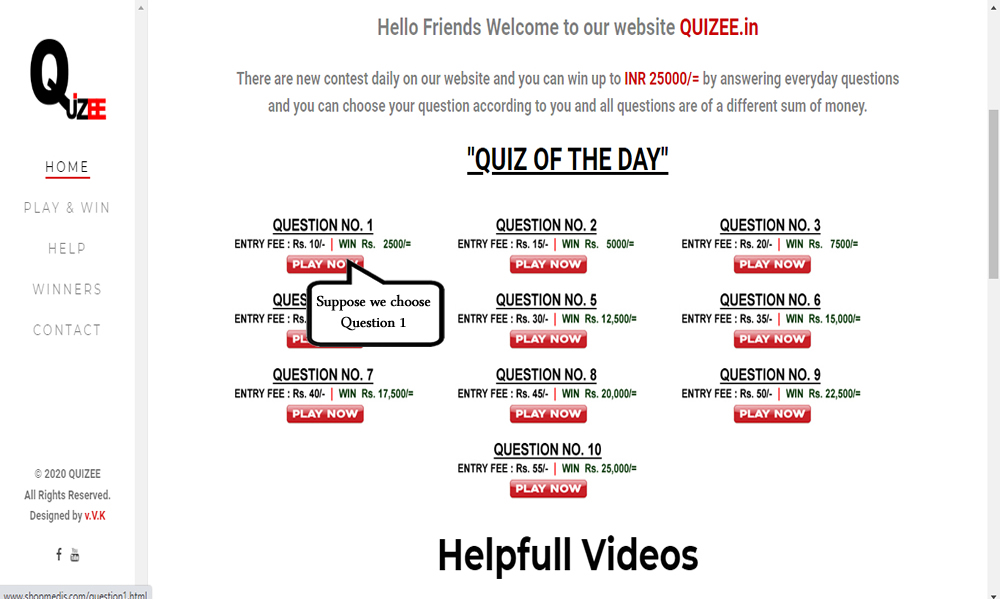 Hello Friends Welcome to our website QUIZEE.in
There are new contest daily on our website and you can win up to INR 25000/= by answering everyday questions
and you can choose your question according to you and all questions are of a different sum of money.
"QUIZ OF THE DAY"
QUIZEE
HOME
PLAY & WIN
HELP
WINNERS
CONTACT
QUESTION NO. 1
ENTRY FEE : Rs. 10/- | WIN Rs. 2500/=
PLAY NOW
QUESTION NO. 2
ENTRY FEE : Rs. 15/- | WIN Rs. 5000/=
PLAY NOW
QUESTION NO. 3
ENTRY FEE : Rs. 20/- | WIN Rs. 7500/=
PLAY NOW
Suppose we choose
Question 1
ENTRY FEE : Rs.
QUESTION NO. 5
ENTRY FEE : Rs. 30/- | WIN Rs. 12,500/=
PLAY NOW
QUESTION NO. 6
ENTRY FEE : Rs. 35/- | WIN Rs. 15,000/=
PLAY NOW
QUESTION NO. 7
ENTRY FEE : Rs. 40/- | WIN Rs. 17,500/=
PLAY NOW
QUESTION NO. 8
ENTRY FEE : Rs. 45/- | WIN Rs. 20,000/=
PLAY NOW
QUESTION NO. 9
ENTRY FEE : Rs. 50/- | WIN Rs. 22,500/=
PLAY NOW
QUESTION NO. 10
ENTRY FEE : Rs. 55/- | WIN Rs. 25,000/=
PLAY NOW
Helpfull Videos
© 2020 QUIZEE
All Rights Reserved.
Designed by v.V.K
www.shopmedis.com/question1.html